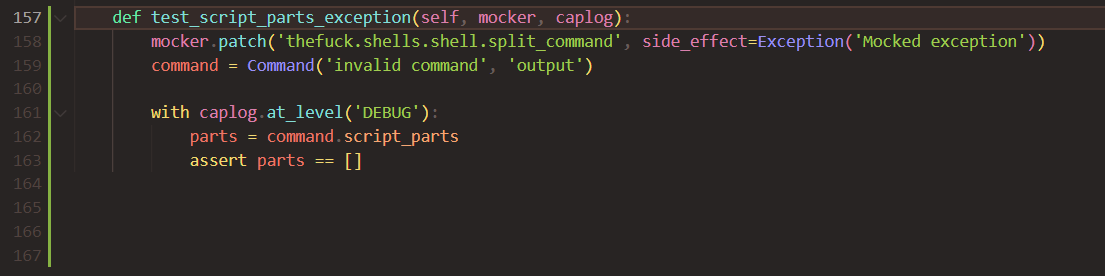 157 def test_script_parts_exception(self, mocker, caplog):
158 mocker.patch('thefuck.shells.shell.split_command', side_effect=Exception('Mocked exception'))
159 command = Command('invalid command', 'output')
160
161 with caplog.at_level('DEBUG'):
162 parts = command.script_parts
163 assert parts == []
164
165
166
167